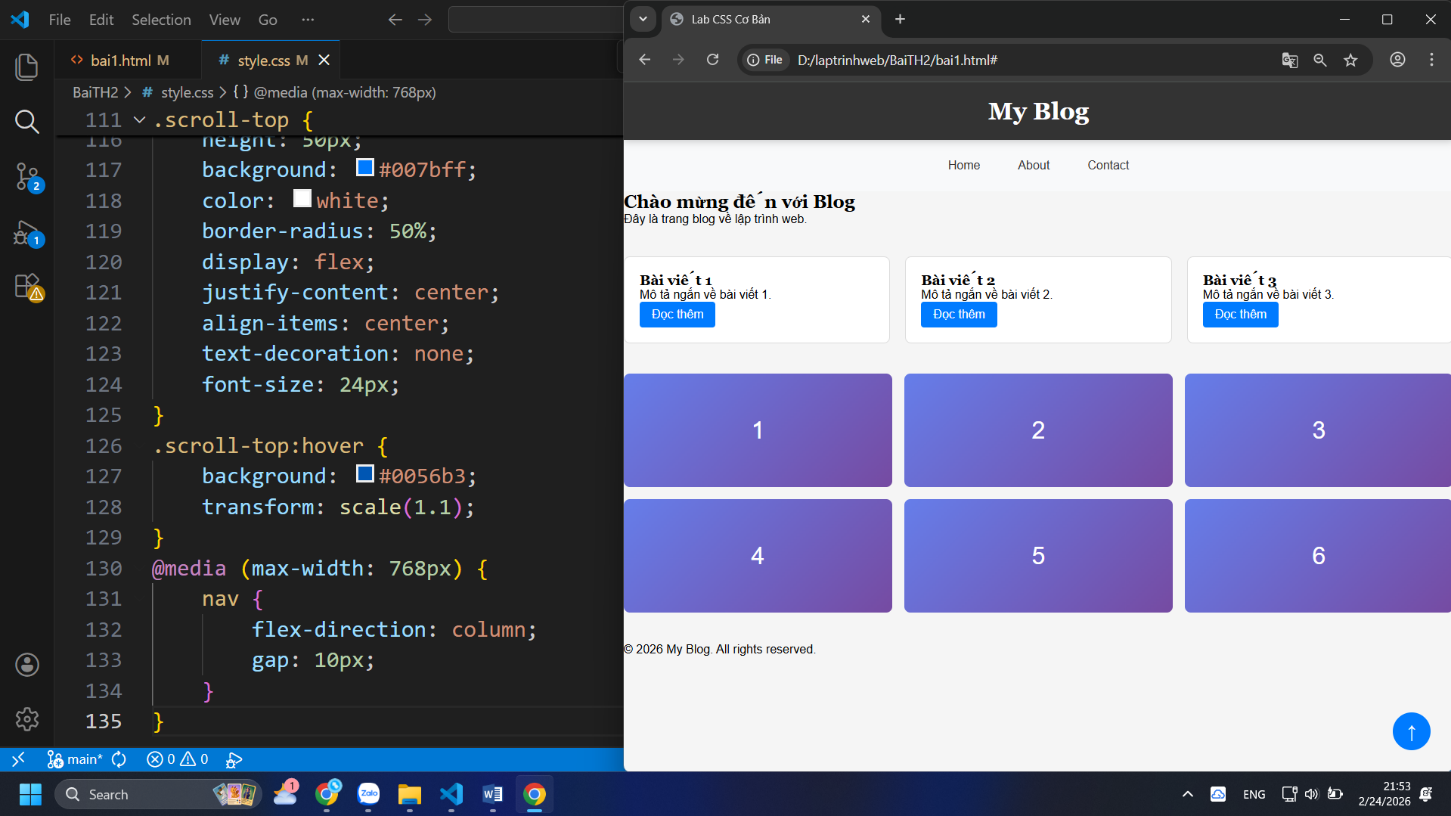 File Edit Selection View Go ···
bai1.html M
# style.css M
BaiTH2 > # style.css > { } @media (max-width: 768px)
111 .scroll-top {
116 height: 50px;
117 background: #007bff;
118 color: white;
119 border-radius: 50%;
120 display: flex;
121 justify-content: center;
122 align-items: center;
123 text-decoration: none;
124 font-size: 24px;
125 }
126 .scroll-top:hover {
127 background: #0056b3;
128 transform: scale(1.1);
129 }
130 @media (max-width: 768px) {
131 nav {
132 flex-direction: column;
133 gap: 10px;
134 }
135 }
2
1
main* 0 0
Lab CSS Cơ Bản
File D:/laptrinhweb/BaiTH2/bai1.html#
My Blog
Home About Contact
Chào mừng đến với Blog
Đây là trang blog về lập trình web.
Bài viết 1
Mô tả ngắn về bài viết 1.
Đọc thêm
Bài viết 2
Mô tả ngắn về bài viết 2.
Đọc thêm
Bài viết 3
Mô tả ngắn về bài viết 3.
Đọc thêm
1 2 3
4 5 6
© 2026 My Blog. All rights reserved.
↑
Search
1
Zalo
ENG
21:53
2/24/2026